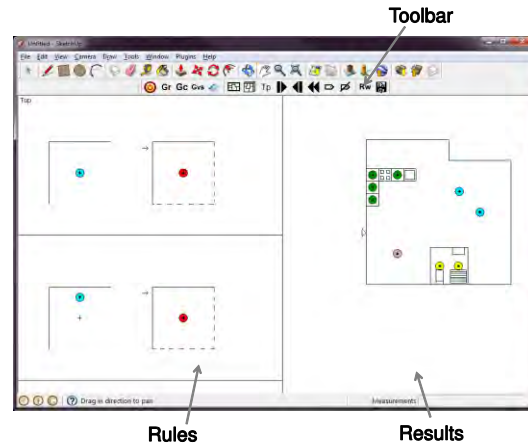 Toolbar
Untitled - SketchUp
File Edit View Camera Draw Tools Window Plugins Help
Gr Gc Gvs Tp Rw
Top
Drag in direction to pan
Measurements
Rules
Results